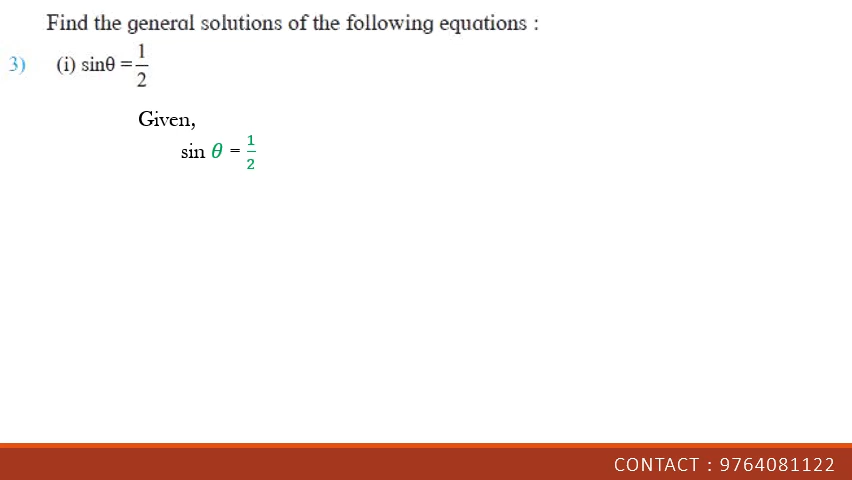 Find the general solutions of the following equations :
3) (i) sinθ = 1/2
Given,
sin θ = 1/2
CONTACT : 9764081122